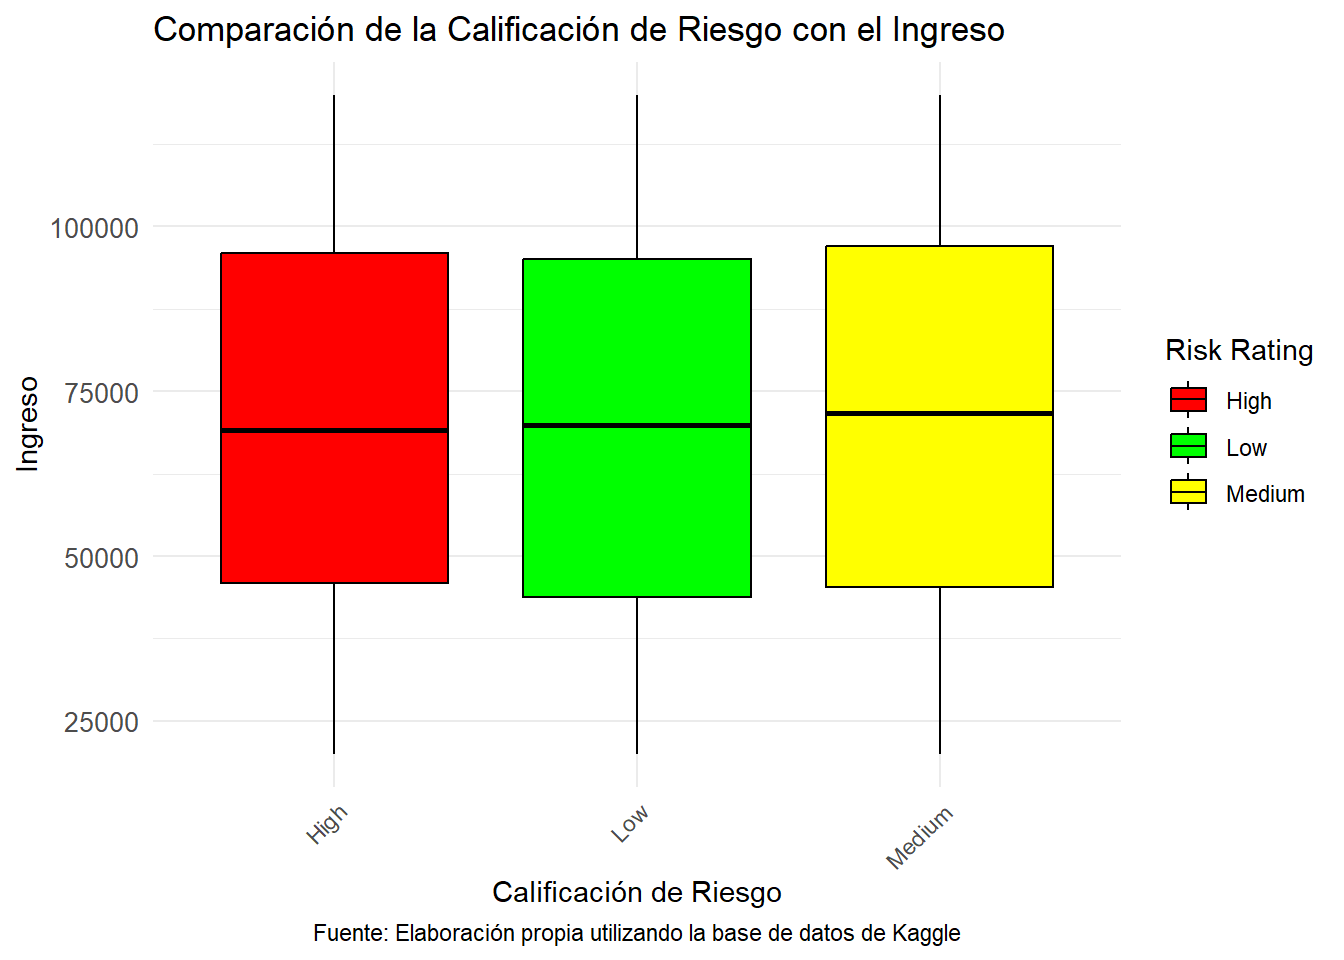 Comparación de la Calificación de Riesgo con el Ingreso
Ingreso
100000
75000
50000
25000
High
Low
Medium
Calificación de Riesgo
Fuente: Elaboración propia utilizando la base de datos de Kaggle
Risk Rating
High
Low
Medium